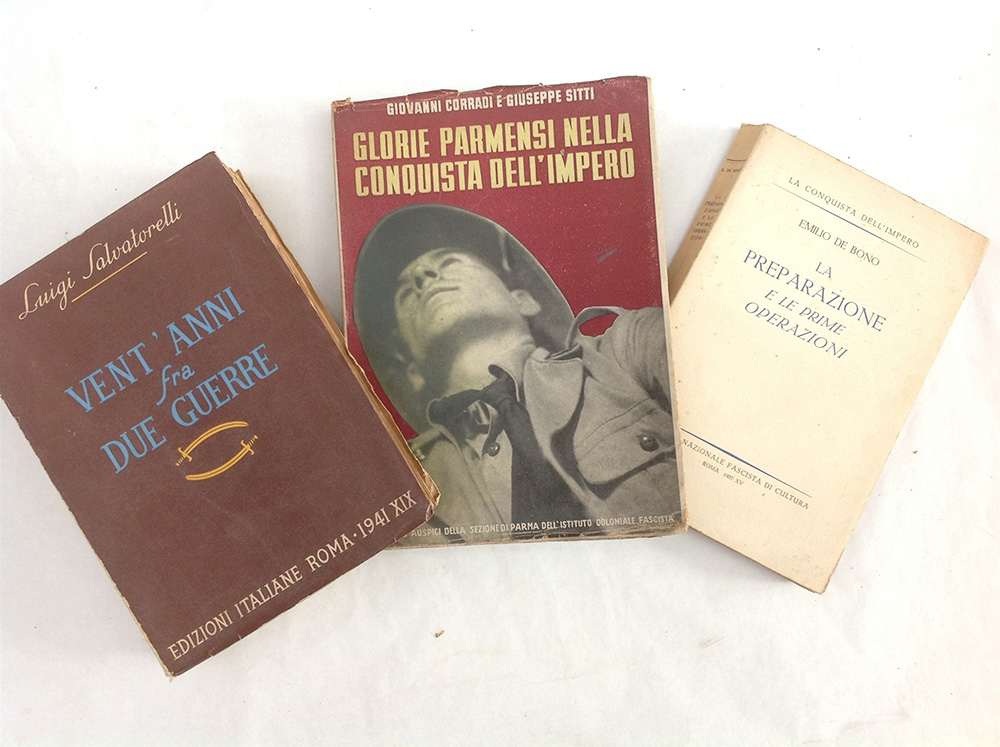 Luigi Salvatorelli
VENT'ANNI
fra
DUE GUERRE
EDIZIONI ITALIANE ROMA · 1941 XIX
GIOVANNI CORRADI E GIUSEPPE SITTI
GLORIE PARMENSI NELLA
CONQUISTA DELL'IMPERO
AUSPICI DELLA SEZIONE DI PARMA DELL'ISTITUTO COLONIALE FASCISTA
LA CONQUISTA DELL'IMPERO
EMILIO DE BONO
LA
PREPARAZIONE
E LE PRIME
OPERAZIONI
NAZIONALE FASCISTA DI CULTURA
ROMA 1937 XV